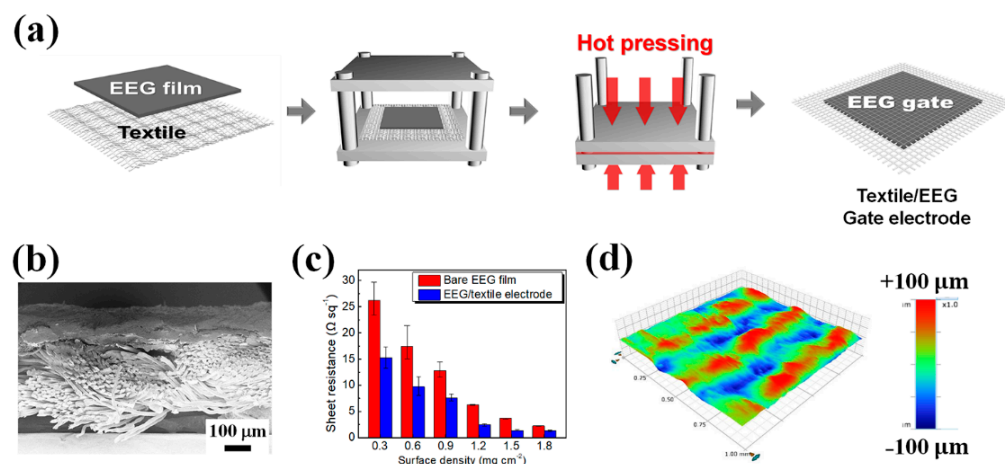 (a)
EEG film
Textile
Hot pressing
EEG gate
Textile/EEG
Gate electrode
(b)
100 μm
(c)
Sheet resistance (Ω sq⁻¹)
30
25
20
15
10
5
0
Bare EEG film
EEG/textile electrode
0.3 0.6 0.9 1.2 1.5 1.8
Surface density (mg cm⁻²)
(d)
0.75
0.50
0.75
1.00 mm
+100 μm
x1.0
-100 μm